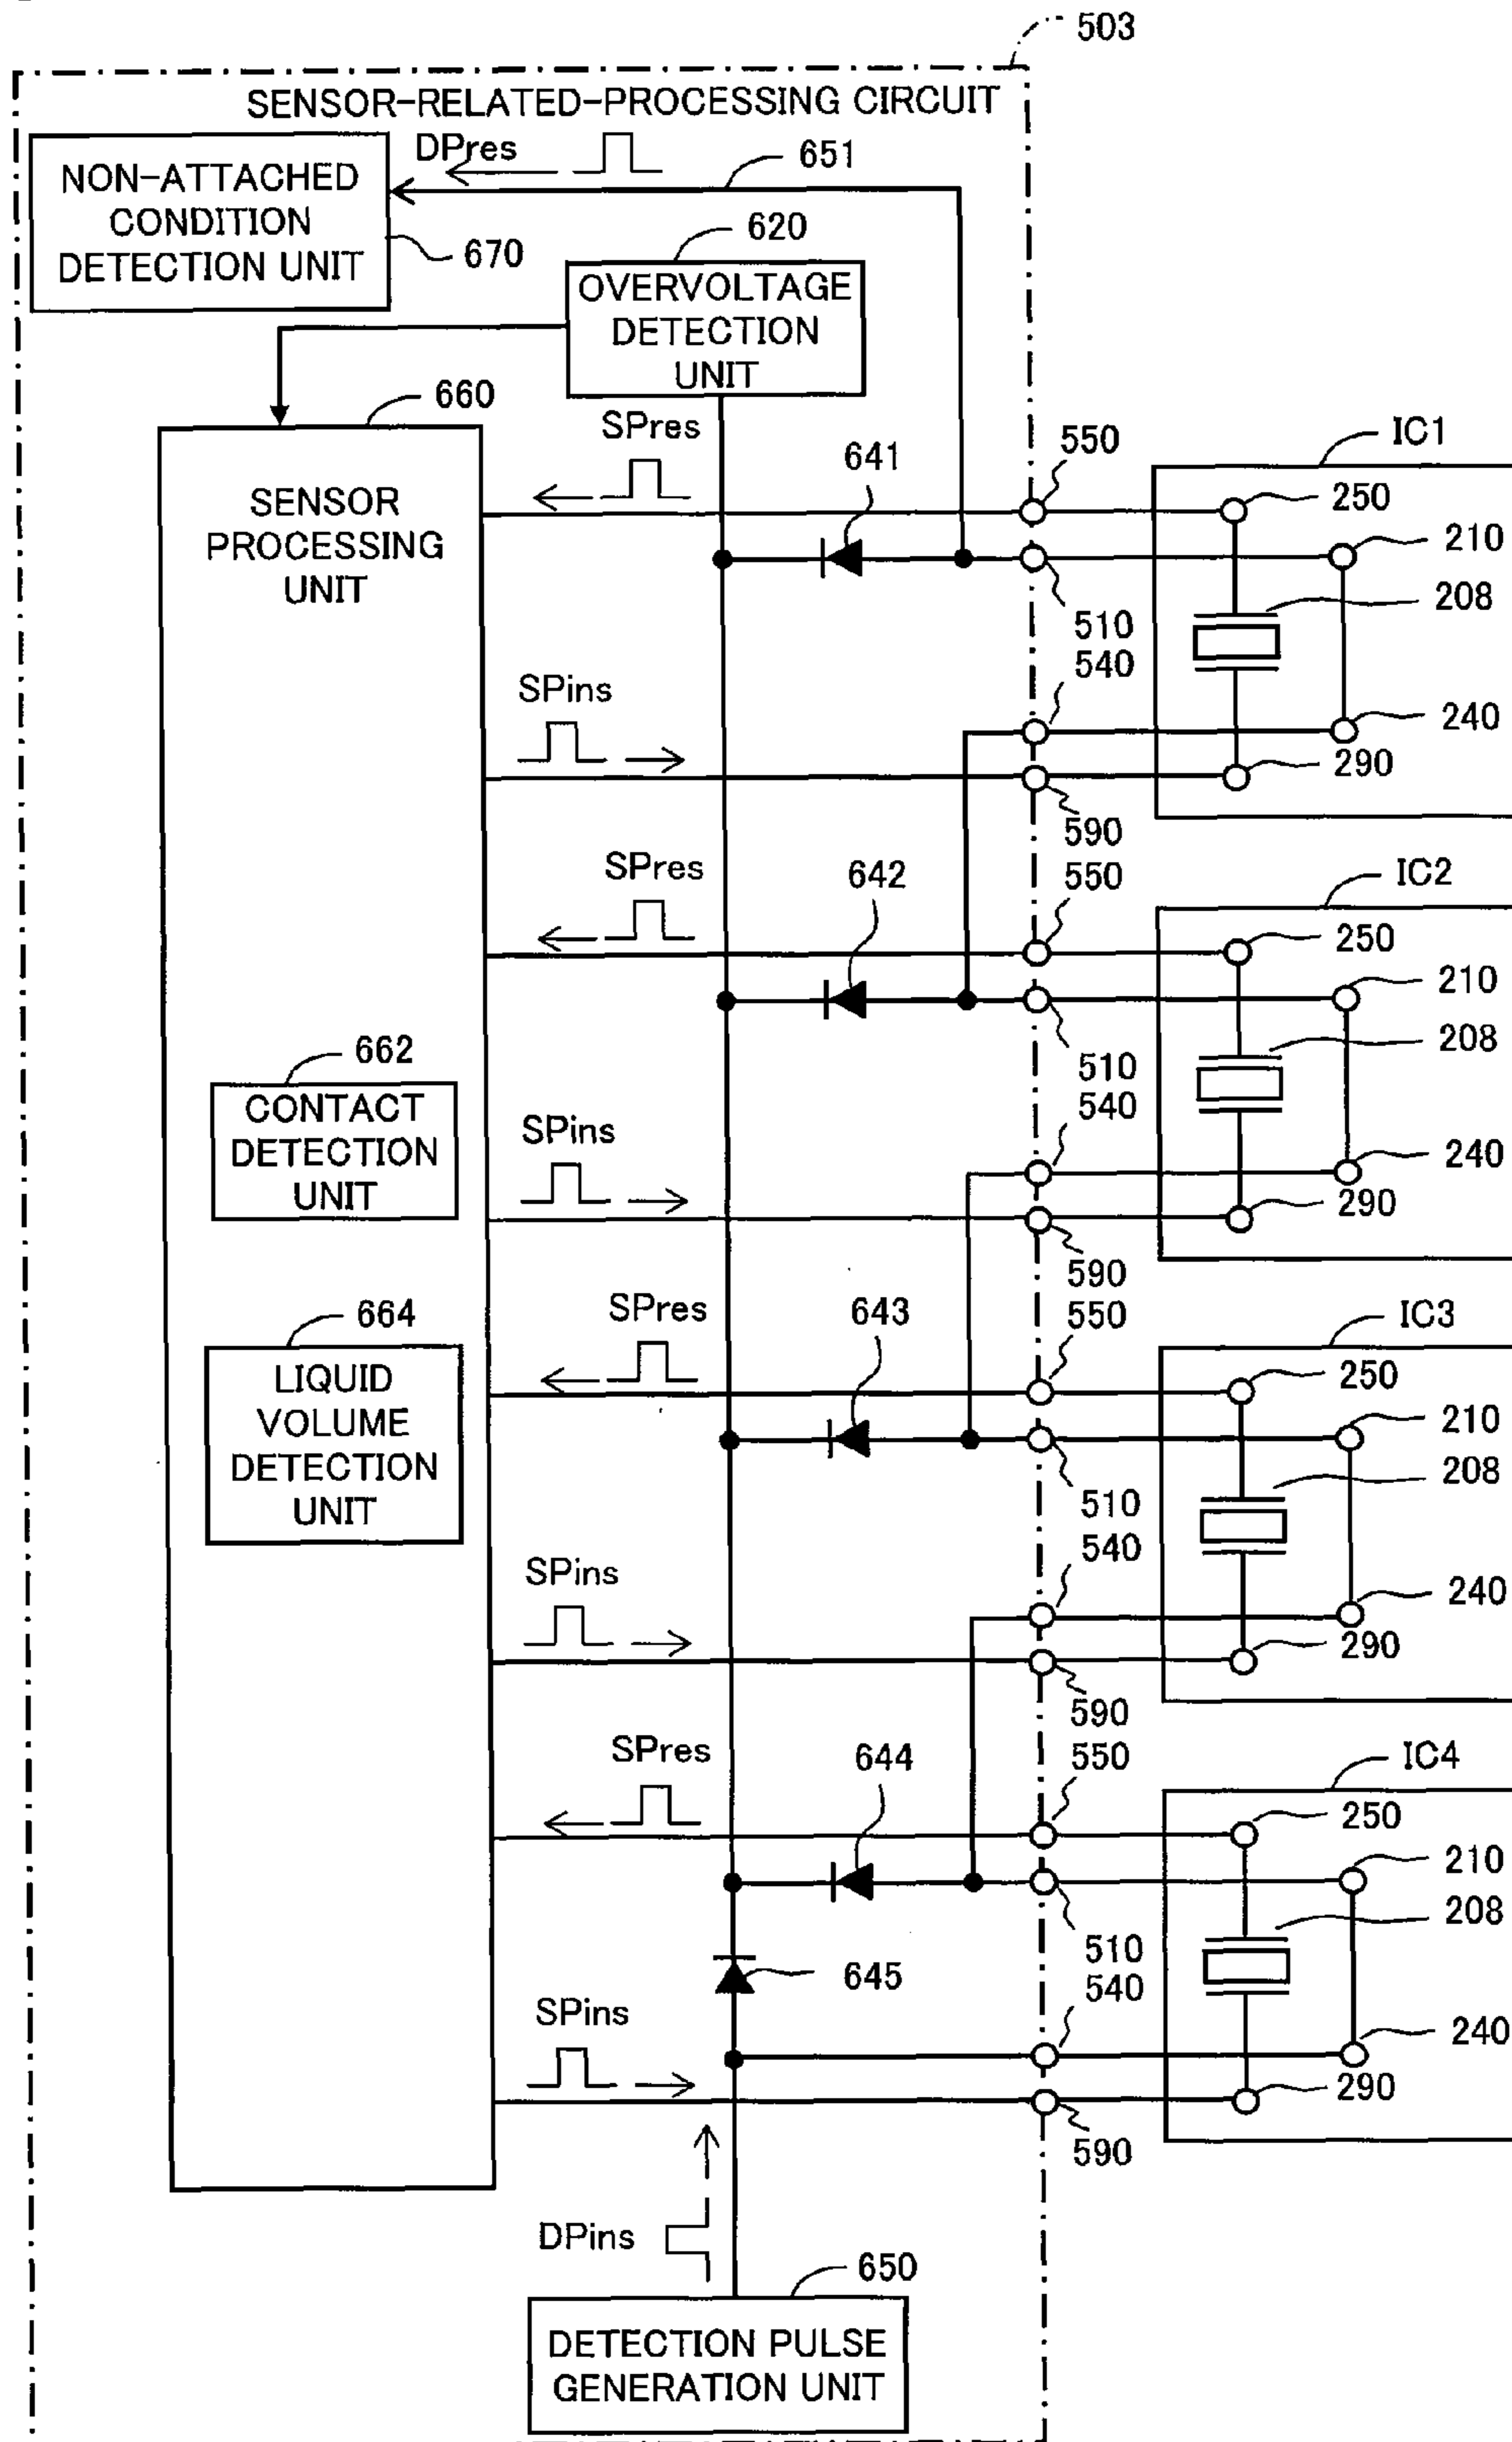 503
SENSOR-RELATED-PROCESSING CIRCUIT
NON-ATTACHED
CONDITION
DETECTION UNIT
DPres
651
670
620
OVERVOLTAGE
DETECTION
UNIT
660
SENSOR
PROCESSING
UNIT
SPres
641
550
IC1
250
210
208
510
540
SPins
240
290
590
SPres
642
550
IC2
250
210
208
510
540
662
CONTACT
DETECTION
UNIT
SPins
240
290
590
SPres
643
550
IC3
250
210
208
510
540
664
LIQUID
VOLUME
DETECTION
UNIT
SPins
240
290
590
SPres
644
550
IC4
250
210
208
510
540
645
SPins
240
290
590
DPins
650
DETECTION PULSE
GENERATION UNIT